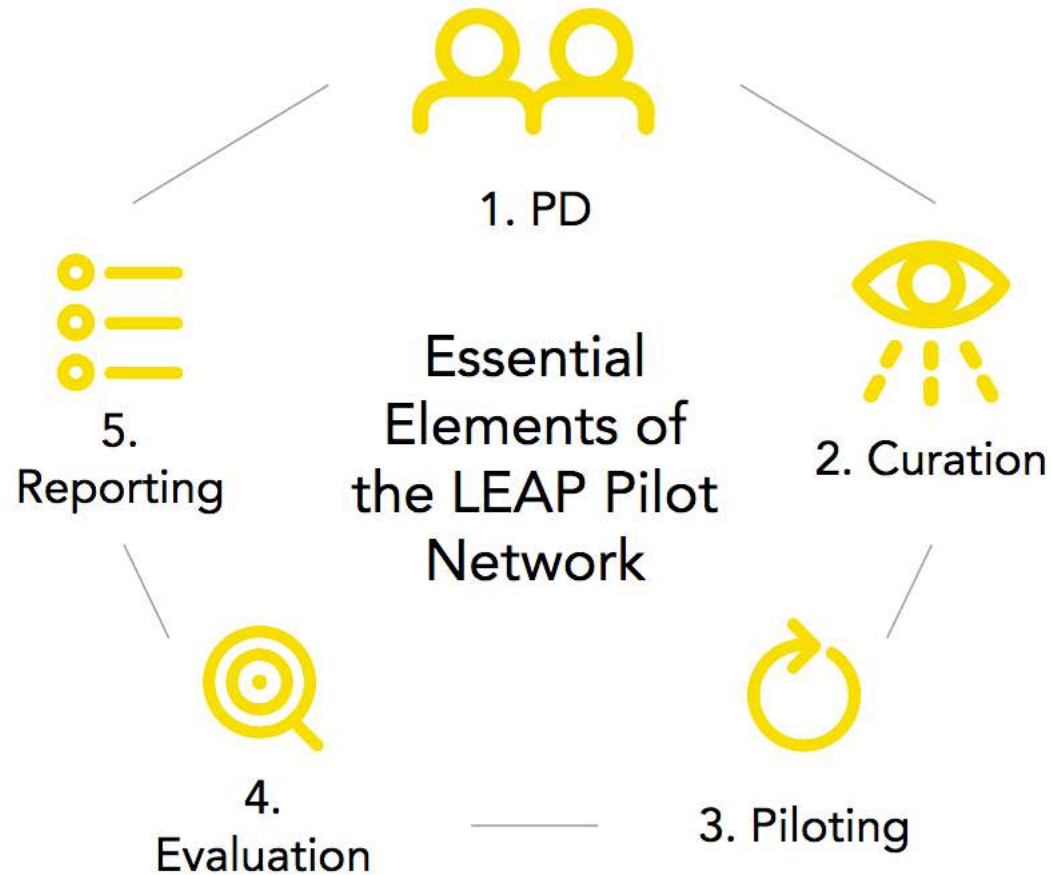 1. PD
Essential
Elements of
the LEAP Pilot
Network
2. Curation
3. Piloting
4.
Evaluation
5.
Reporting